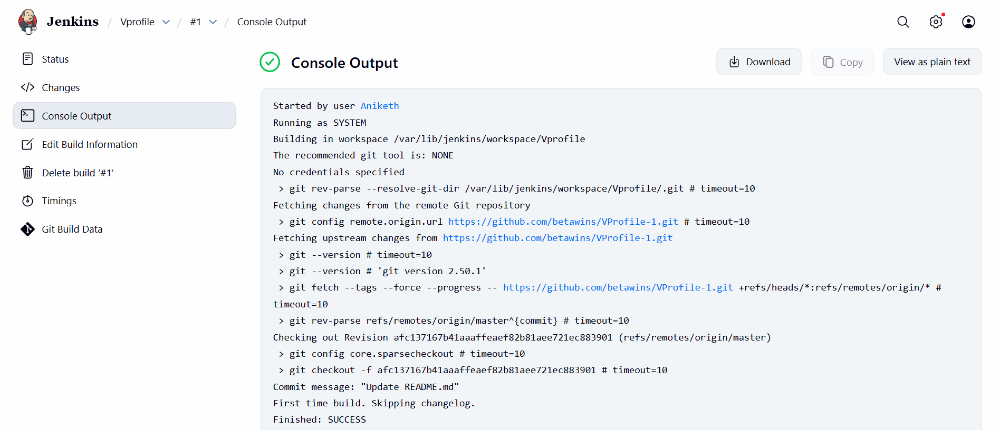 Jenkins / Vprofile / #1 / Console Output
Status
Changes
Console Output
Edit Build Information
Delete build ‘#1’
Timings
Git Build Data
Console Output
Download
Copy
View as plain text
Started by user Aniketh
Running as SYSTEM
Building in workspace /var/lib/jenkins/workspace/Vprofile
The recommended git tool is: NONE
No credentials specified
 > git rev-parse --resolve-git-dir /var/lib/jenkins/workspace/Vprofile/.git # timeout=10
Fetching changes from the remote Git repository
 > git config remote.origin.url https://github.com/betawins/VProfile-1.git # timeout=10
Fetching upstream changes from https://github.com/betawins/VProfile-1.git
 > git --version # timeout=10
 > git --version # 'git version 2.50.1'
 > git fetch --tags --force --progress -- https://github.com/betawins/VProfile-1.git +refs/heads/*:refs/remotes/origin/* #
timeout=10
 > git rev-parse refs/remotes/origin/master^{commit} # timeout=10
Checking out Revision afc137167b41aaaffeaef82b81aee721ec883901 (refs/remotes/origin/master)
 > git config core.sparsecheckout # timeout=10
 > git checkout -f afc137167b41aaaffeaef82b81aee721ec883901 # timeout=10
Commit message: "Update README.md"
First time build. Skipping changelog.
Finished: SUCCESS